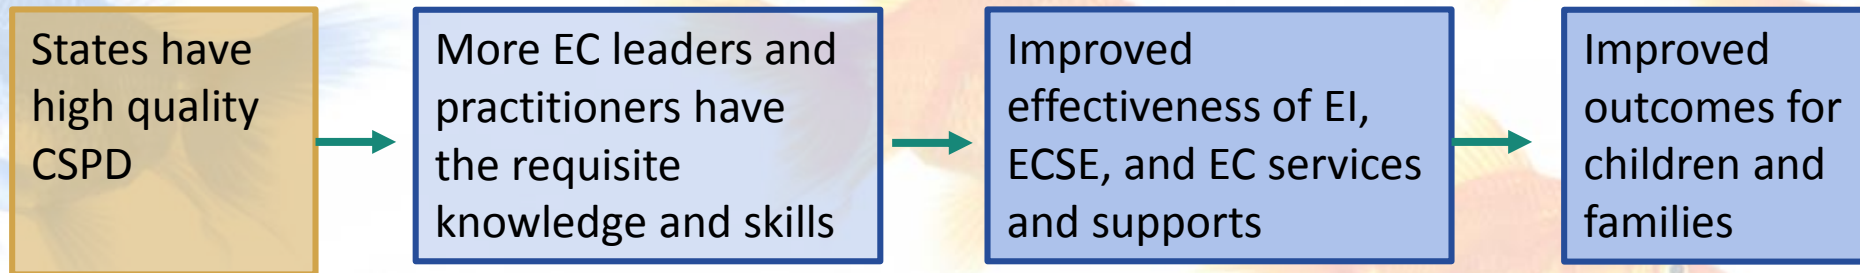 States have
high quality
CSPD
More EC leaders and
practitioners have
the requisite
knowledge and skills
Improved
effectiveness of EI,
ECSE, and EC services
and supports
Improved
outcomes for
children and
families